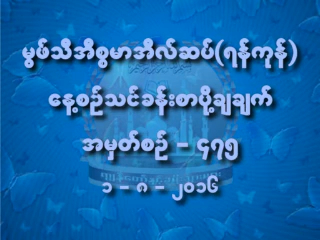 မွဖ်သီအိစ္စမာအိလ်ဆပ်(ရန်ကုန်)
နေ့စဉ်သင်ခန်းစာပို့ချချက်
အမှတ်စဉ် - ၄၇၅
၁ - ၈ - ၂၀၁၆